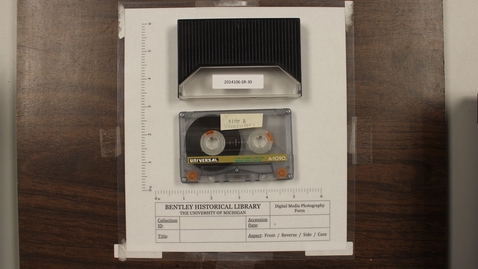 2014106-SR-30
SIDE A
UNIVERSAL
BENTLEY HISTORICAL LIBRARY
THE UNIVERSITY OF MICHIGAN
Digital Media Photography
Form
Collection
ID:
Accession
Date:
Title:
Aspect: Front / Reverse / Side / Case